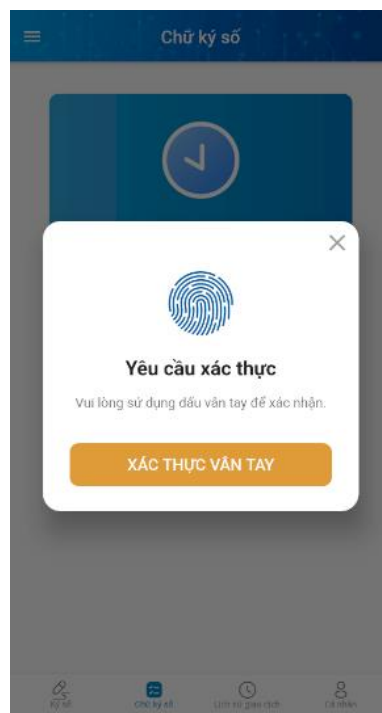 Chữ ký số
Yêu cầu xác thực
Vui lòng sử dụng dấu vân tay để xác nhận.
XÁC THỰC VÂN TAY
Ký số
Chữ ký số
Lịch sử giao dịch
Cá nhân